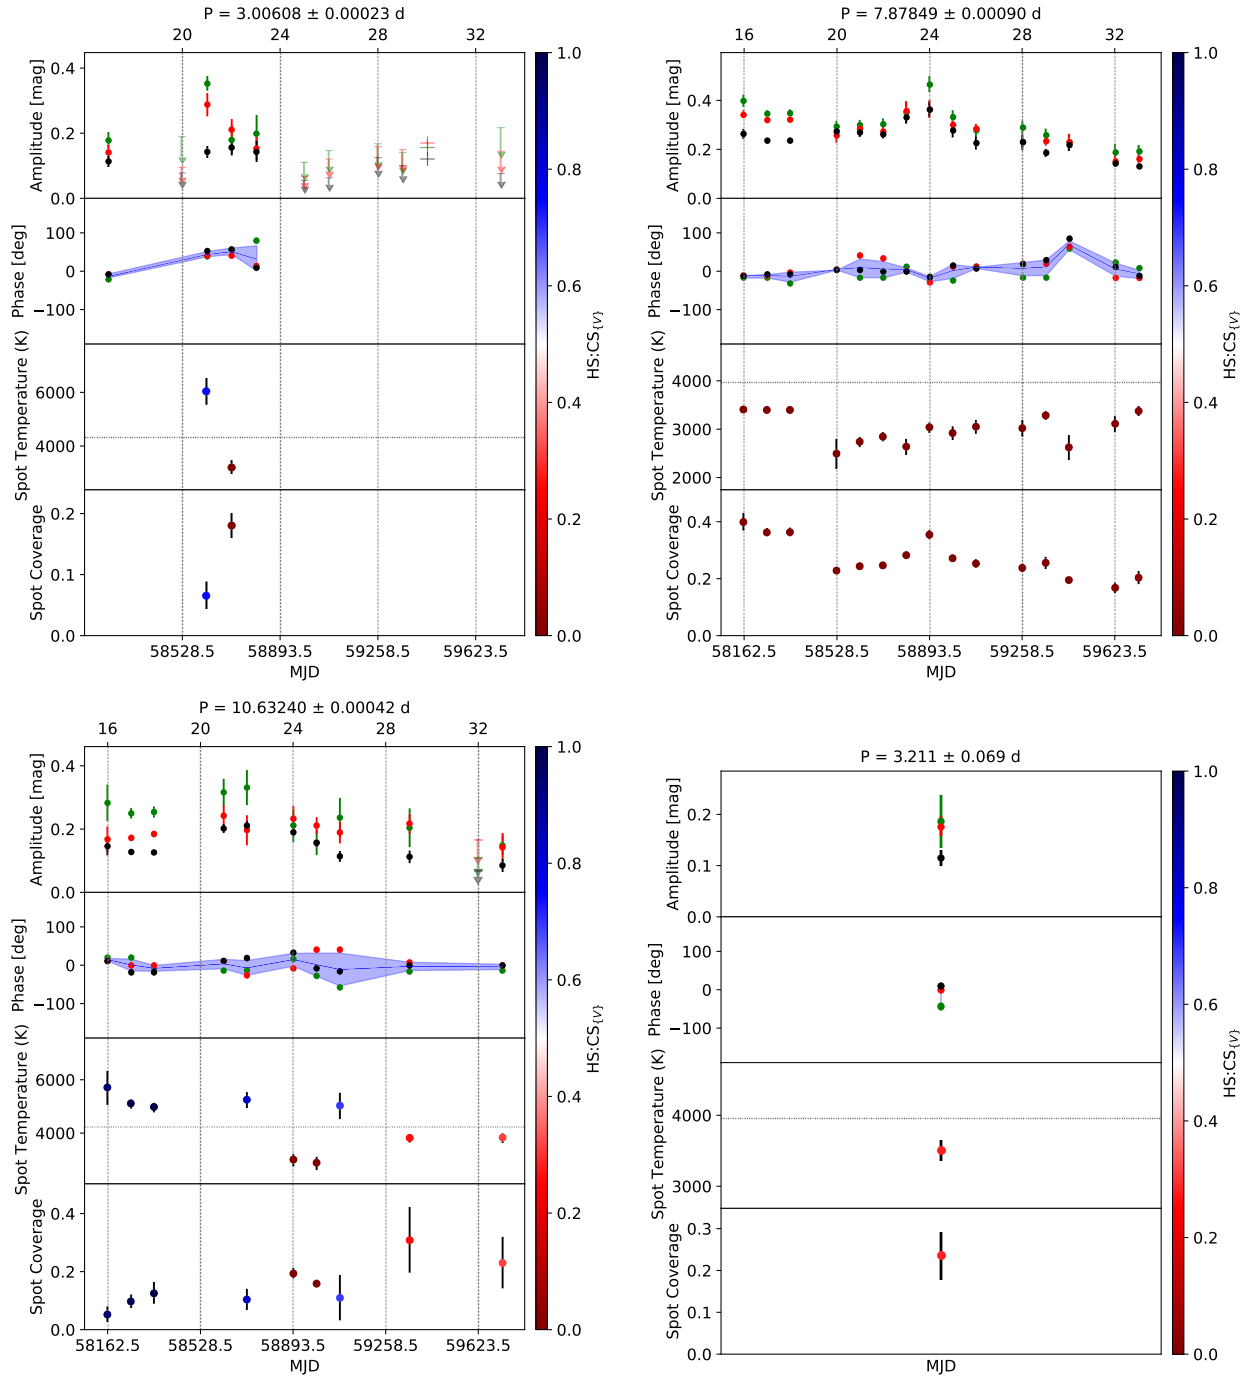 P = 3.00608 ± 0.00023 d
20 24 28 32
Amplitude [mag]
0.4
0.2
0.0
Phase [deg]
100
0
−100
Spot Temperature (K)
6000
4000
Spot Coverage
0.2
0.1
0.0
58528.5 58893.5 59258.5 59623.5
MJD
1.0
0.8
0.6
0.4
0.2
0.0
HS:CS{V}
P = 7.87849 ± 0.00090 d
16 20 24 28 32
Amplitude [mag]
0.4
0.2
0.0
Phase [deg]
100
0
−100
Spot Temperature (K)
4000
3000
2000
Spot Coverage
0.4
0.2
0.0
58162.5 58528.5 58893.5 59258.5 59623.5
MJD
1.0
0.8
0.6
0.4
0.2
0.0
HS:CS{V}
P = 10.63240 ± 0.00042 d
16 20 24 28 32
Amplitude [mag]
0.4
0.2
0.0
Phase [deg]
100
0
−100
Spot Temperature (K)
6000
4000
Spot Coverage
0.4
0.2
0.0
58162.5 58528.5 58893.5 59258.5 59623.5
MJD
1.0
0.8
0.6
0.4
0.2
0.0
HS:CS{V}
P = 3.211 ± 0.069 d
Amplitude [mag]
0.2
0.1
0.0
Phase [deg]
100
0
−100
Spot Temperature (K)
4000
3000
Spot Coverage
0.3
0.2
0.1
0.0
MJD
1.0
0.8
0.6
0.4
0.2
0.0
HS:CS{V}